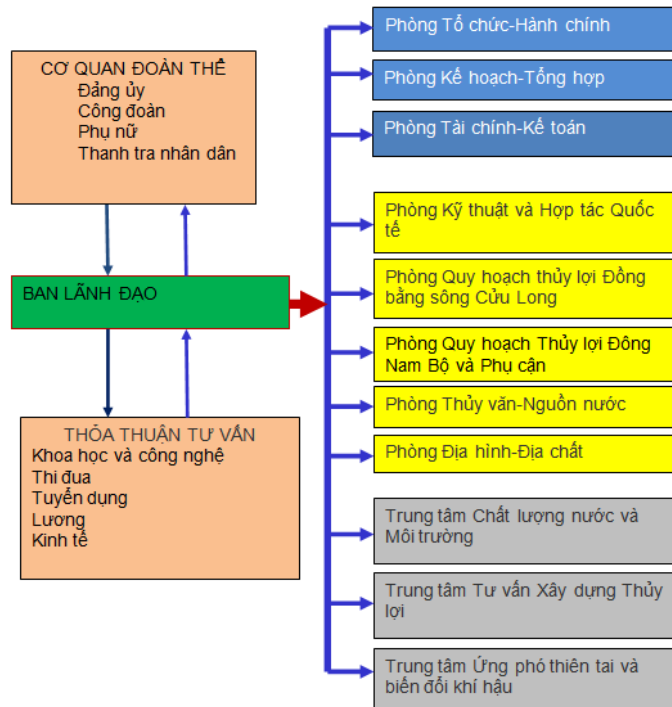 CƠ QUAN ĐOÀN THỂ
Đảng ủy
Công đoàn
Phụ nữ
Thanh tra nhân dân
BAN LÃNH ĐẠO
THỎA THUẬN TƯ VẤN
Khoa học và công nghệ
Thi đua
Tuyển dụng
Lương
Kinh tế
Phòng Tổ chức-Hành chính
Phòng Kế hoạch-Tổng hợp
Phòng Tài chính-Kế toán
Phòng Kỹ thuật và Hợp tác Quốc
tế
Phòng Quy hoạch thủy lợi Đồng
bằng sông Cửu Long
Phòng Quy hoạch Thủy lợi Đông
Nam Bộ và Phụ cận
Phòng Thủy văn-Nguồn nước
Phòng Địa hình-Địa chất
Trung tâm Chất lượng nước và
Môi trường
Trung tâm Tư vấn Xây dựng Thủy
lợi
Trung tâm Ứng phó thiên tai và
biến đổi khí hậu